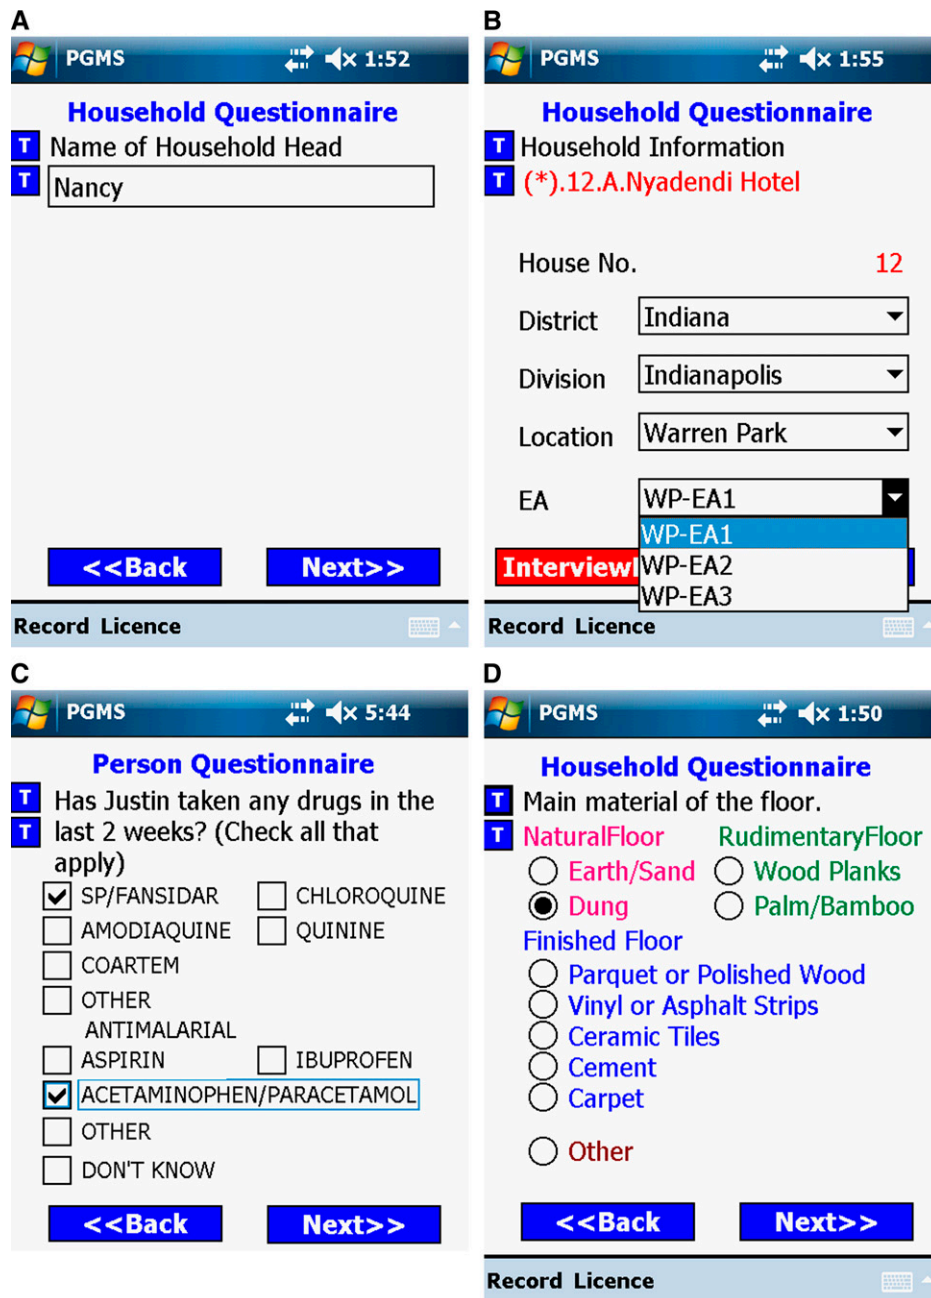 A
PGMS 1:52
Household Questionnaire
T Name of Household Head
T Nancy
<<Back Next>>
Record Licence
B
PGMS 1:55
Household Questionnaire
T Household Information
T (*).12.A.Nyadendi Hotel
House No. 12
District Indiana
Division Indianapolis
Location Warren Park
EA WP-EA1
WP-EA1
Interview WP-EA2
WP-EA3
Record Licence
C
PGMS 5:44
Person Questionnaire
T Has Justin taken any drugs in the
T last 2 weeks? (Check all that
apply)
SP/FANSIDAR CHLOROQUINE
AMODIAQUINE QUININE
COARTEM
OTHER
ANTIMALARIAL
ASPIRIN IBUPROFEN
ACETAMINOPHEN/PARACETAMOL
OTHER
DON'T KNOW
<<Back Next>>
D
PGMS 1:50
Household Questionnaire
T Main material of the floor.
T NaturalFloor RudimentaryFloor
Earth/Sand Wood Planks
Dung Palm/Bamboo
Finished Floor
Parquet or Polished Wood
Vinyl or Asphalt Strips
Ceramic Tiles
Cement
Carpet
Other
<<Back Next>>
Record Licence